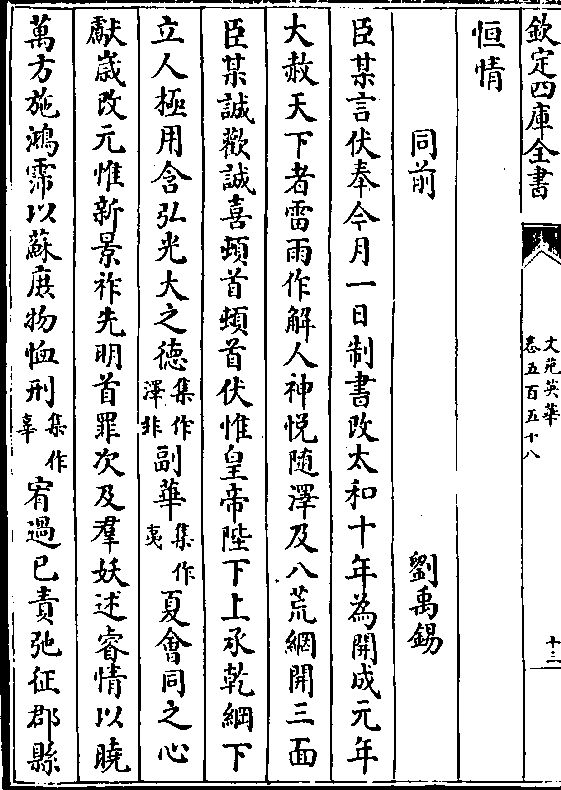 欽定四庫全書
文苑英華
卷五百五十八
十三
恒情
同前
劉禹錫
臣某言伏奉今月一日制書改太和十年為開成元年
大赦天下者雷雨作解人神悅隨澤及八荒網開三面
臣某誠歡誠喜頓首頓首伏惟皇帝陛下上承乾綱下
立人極用含弘光大之德集作澤非副華集作夷夏會同之心
獻歲改元惟新景祚先明首罪次及羣妖述睿情以曉
萬方施鴻霈以蘇庶物恤刑集作辜宥過已責弛征郡縣